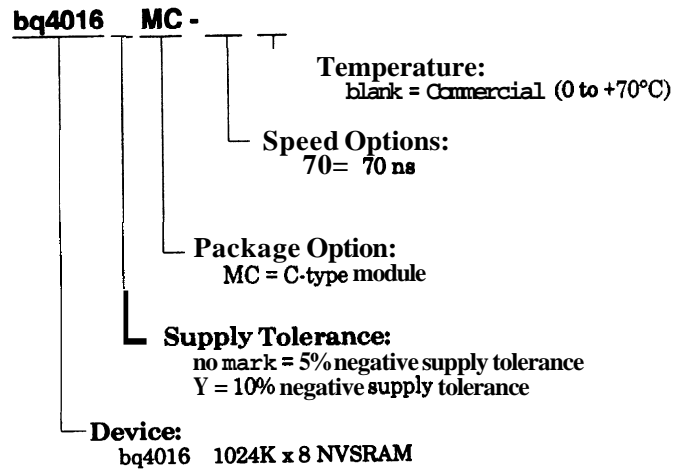 bq4016 _ MC - _ _
Temperature:
blank = Commercial (0 to +70°C)
Speed Options:
70= 70 ns
Package Option:
MC = C-type module
Supply Tolerance:
no mark = 5% negative supply tolerance
Y = 10% negative supply tolerance
Device:
bq4016 1024K x 8 NVSRAM